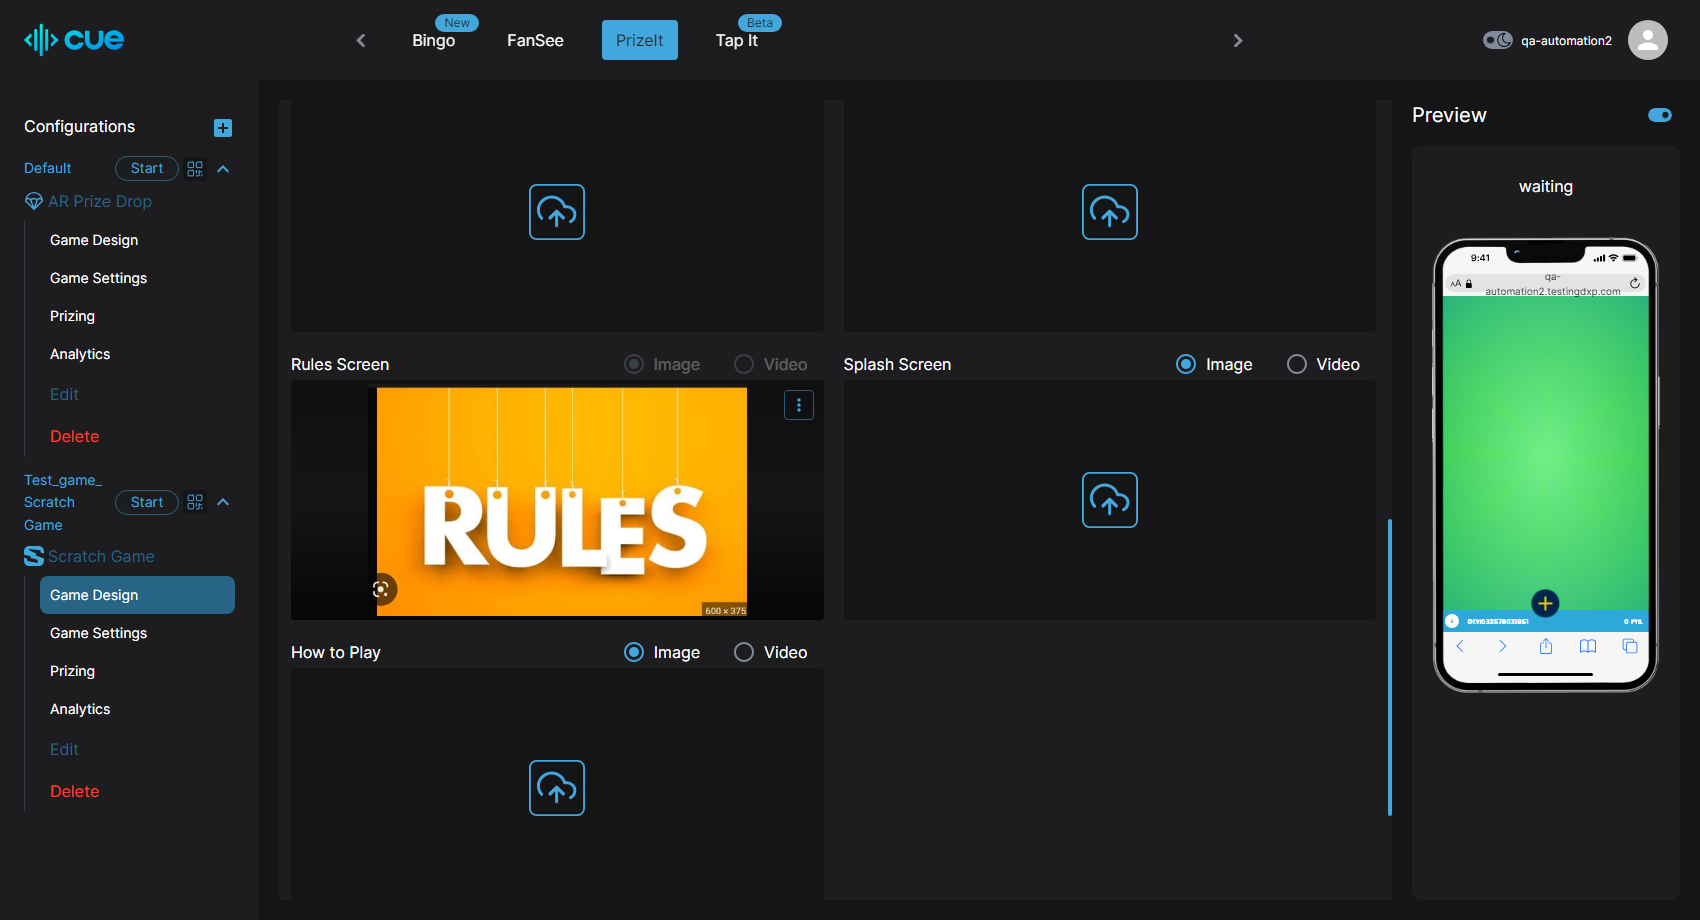 cue
New
Bingo
FanSee
PrizeIt
Beta
Tap It
qa-automation2
Configurations
Default
Start
AR Prize Drop
Game Design
Game Settings
Prizing
Analytics
Edit
Delete
Test_game_
Scratch
Game
Start
Scratch Game
Game Design
Game Settings
Prizing
Analytics
Edit
Delete
Rules Screen
Image
Video
RULES
600 × 375
Splash Screen
Image
Video
How to Play
Image
Video
Preview
waiting
9:41
AA
qa-
automation2.testingdxp.com
0 PTS.